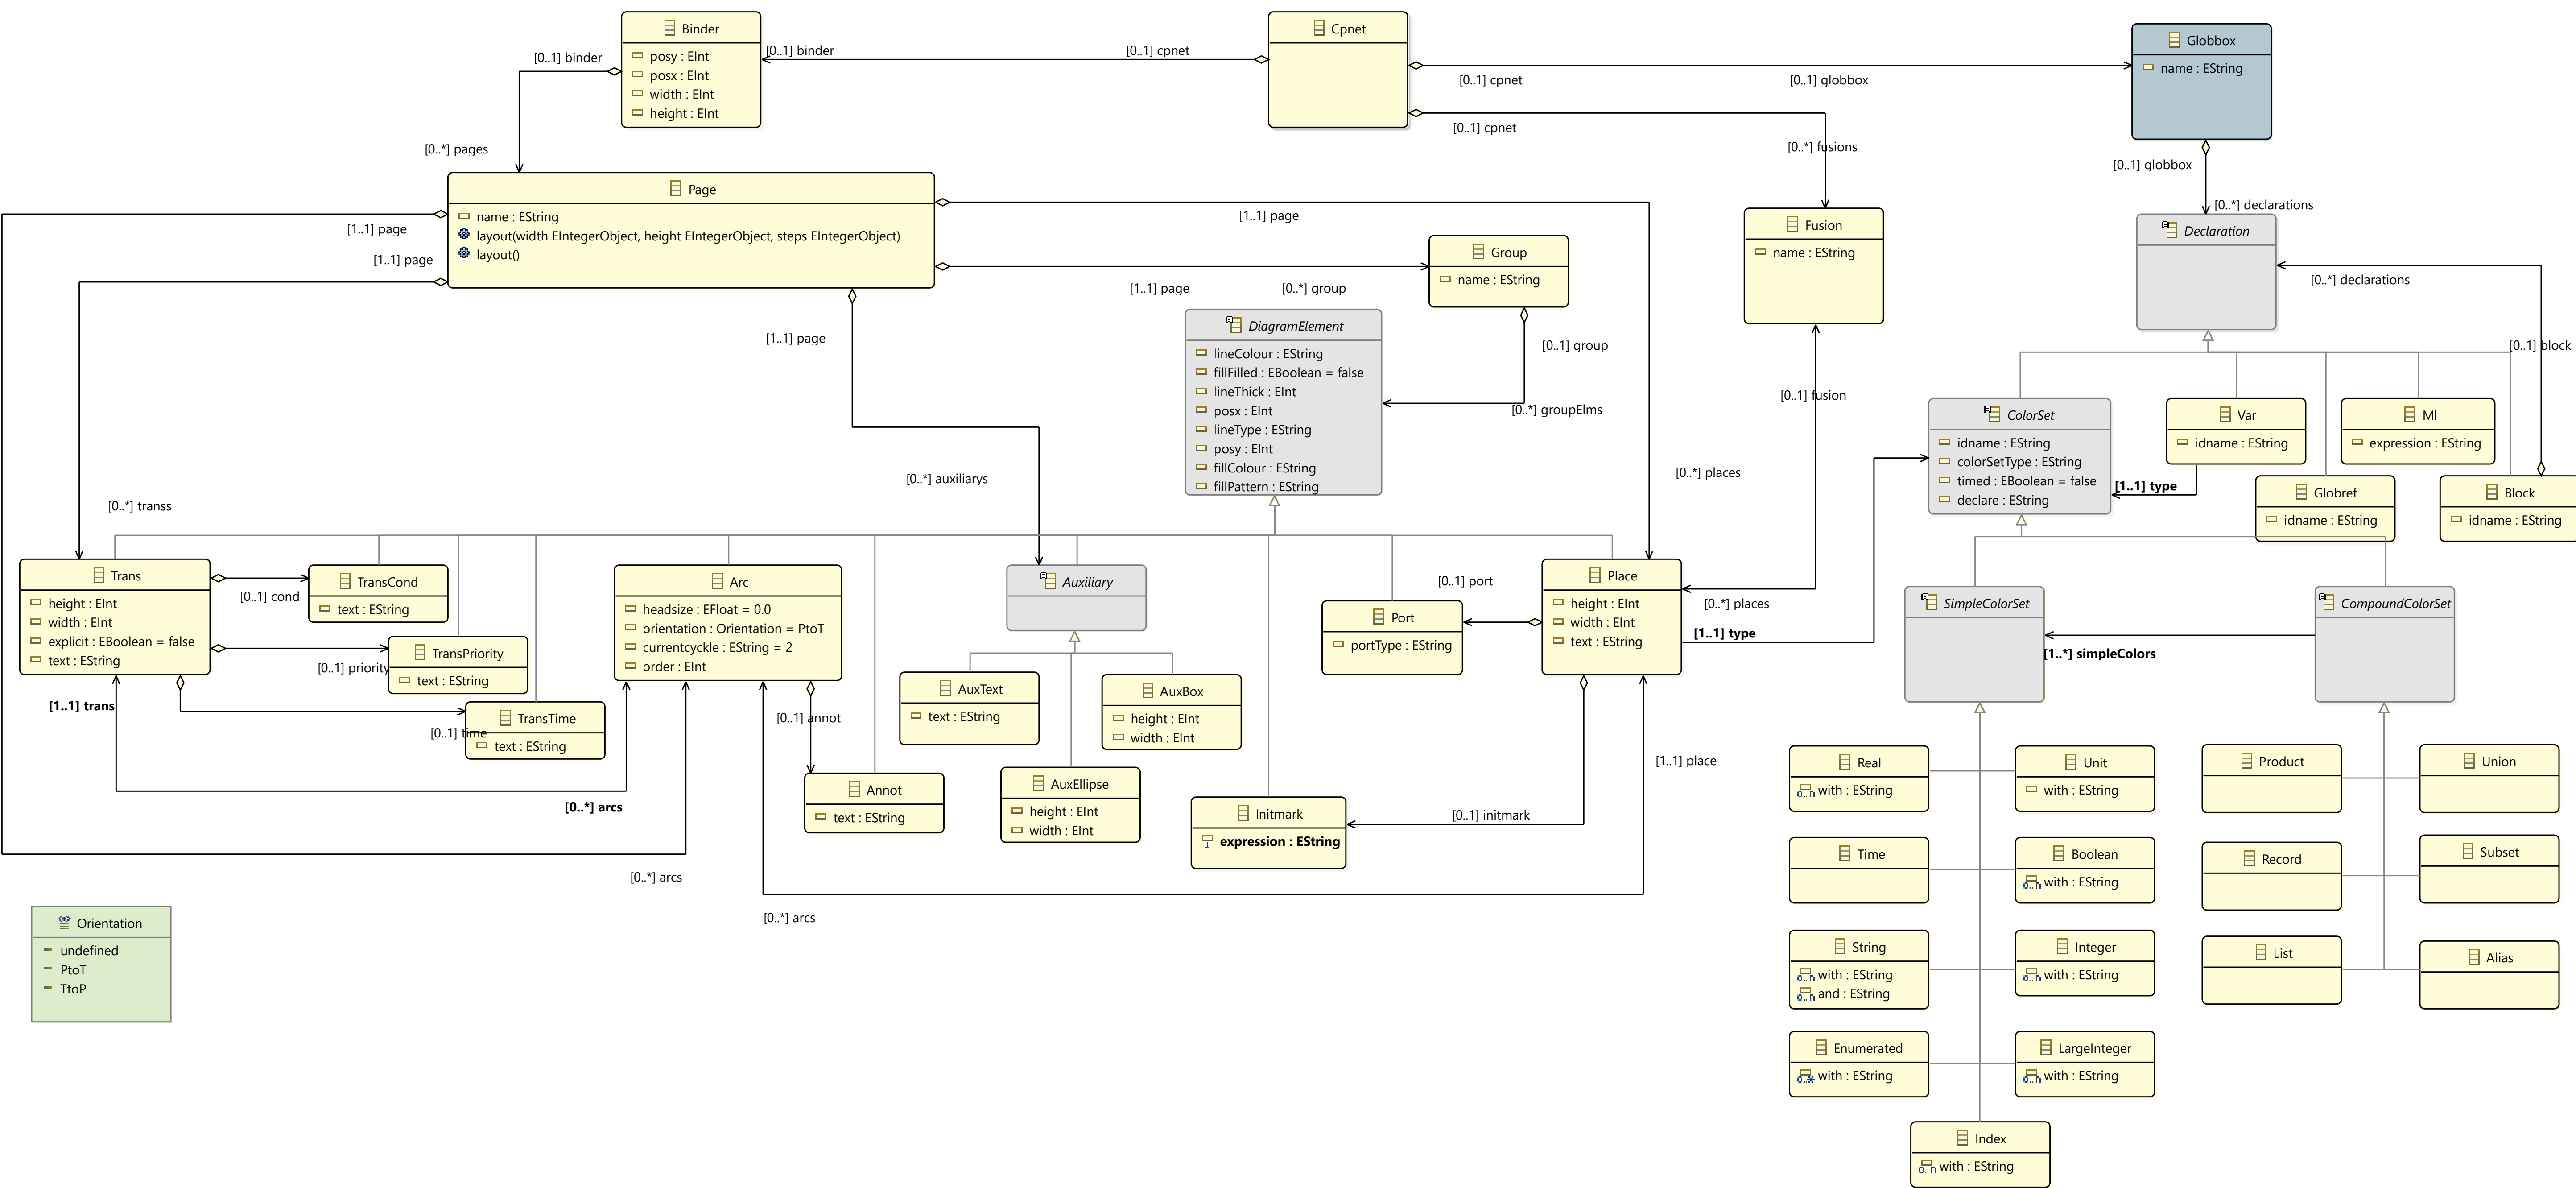 Binder
posy : EInt
posx : EInt
width : EInt
height : EInt
[0..1] binder
[0..1] binder
[0..1] cpnet
Cpnet
[0..1] cpnet
[0..1] globbox
[0..1] cpnet
Globbox
name : EString
[0..*] pages
[0..*] fusions
[0..1] globbox
[0..*] declarations
Page
name : EString
layout(width EIntegerObject, height EIntegerObject, steps EIntegerObject)
layout()
[1..1] page
[1..1] page
[1..1] page
[1..1] page
[0..*] group
[1..1] page
Group
name : EString
Fusion
name : EString
Declaration
[0..*] declarations
[0..1] block
DiagramElement
lineColour : EString
fillFilled : EBoolean = false
lineThick : EInt
posx : EInt
lineType : EString
posy : EInt
fillColour : EString
fillPattern : EString
[0..1] group
[0..*] groupElms
[0..1] fusion
[0..*] places
ColorSet
idname : EString
colorSetType : EString
timed : EBoolean = false
declare : EString
Var
idname : EString
Ml
expression : EString
[1..1] type
Globref
idname : EString
Block
idname : EString
[0..*] transs
[0..*] auxiliarys
Trans
height : EInt
width : EInt
explicit : EBoolean = false
text : EString
[0..1] cond
TransCond
text : EString
[0..1] priority
TransPriority
text : EString
[0..1] time
TransTime
text : EString
[1..1] trans
[0..*] arcs
Arc
headsize : EFloat = 0.0
orientation : Orientation = PtoT
currentcyckle : EString = 2
order : EInt
[0..1] annot
Annot
text : EString
Auxiliary
AuxText
text : EString
AuxBox
height : EInt
width : EInt
AuxEllipse
height : EInt
width : EInt
[0..1] port
Port
portType : EString
Place
height : EInt
width : EInt
text : EString
[0..*] places
[1..1] type
[1..1] place
[0..1] initmark
Initmark
expression : EString
[0..*] arcs
[0..*] arcs
SimpleColorSet
CompoundColorSet
[1..*] simpleColors
Real
0..n with : EString
Unit
with : EString
Product
Union
Time
Boolean
0..n with : EString
Record
Subset
String
0..n with : EString
0..n and : EString
Integer
0..n with : EString
List
Alias
Enumerated
0..* with : EString
LargeInteger
0..n with : EString
Index
0..n with : EString
Orientation
undefined
PtoT
TtoP